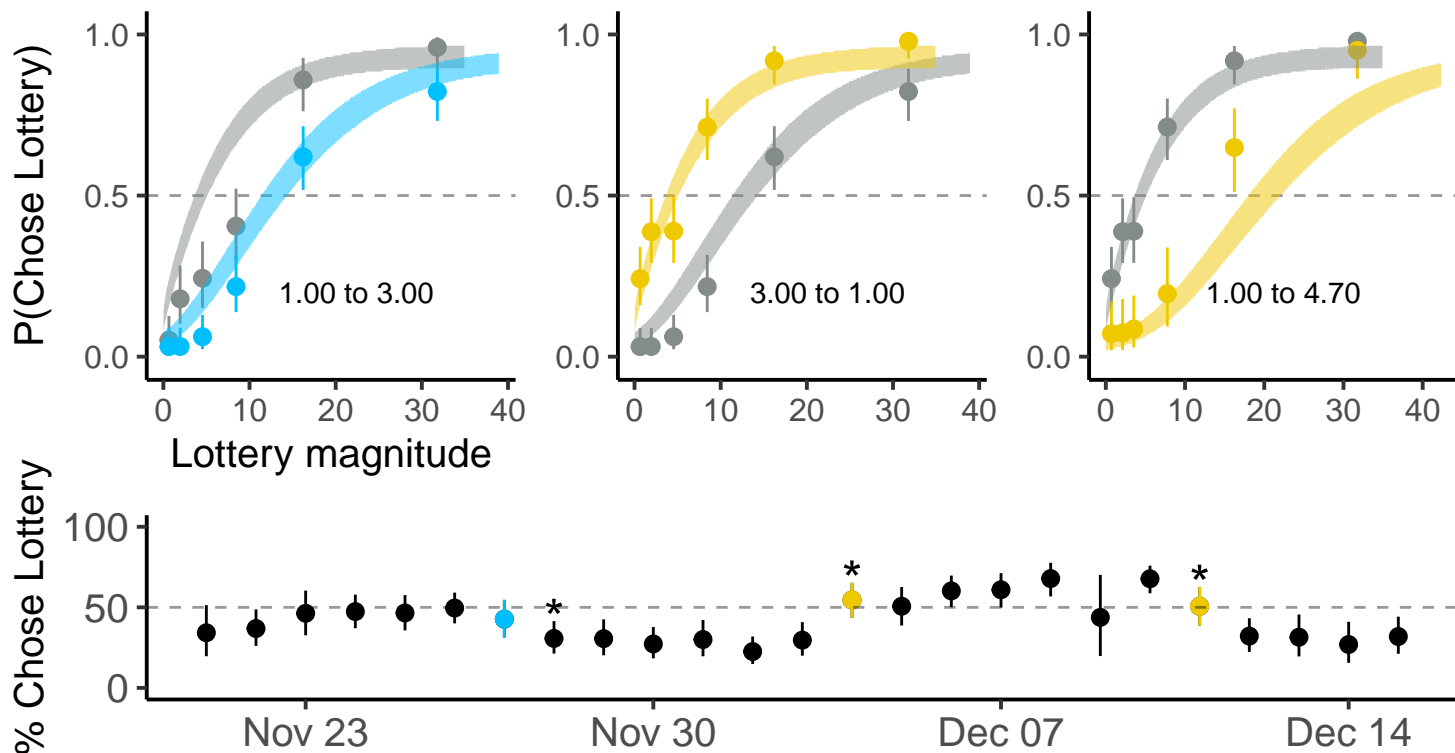 P(Chose Lottery)
1.0
0.5
0.0
0 10 20 30 40
1.00 to 3.00
1.0
0.5
0.0
0 10 20 30 40
3.00 to 1.00
1.0
0.5
0.0
0 10 20 30 40
1.00 to 4.70
Lottery magnitude
% Chose Lottery
100
50
0
* * *
Nov 23 Nov 30 Dec 07 Dec 14